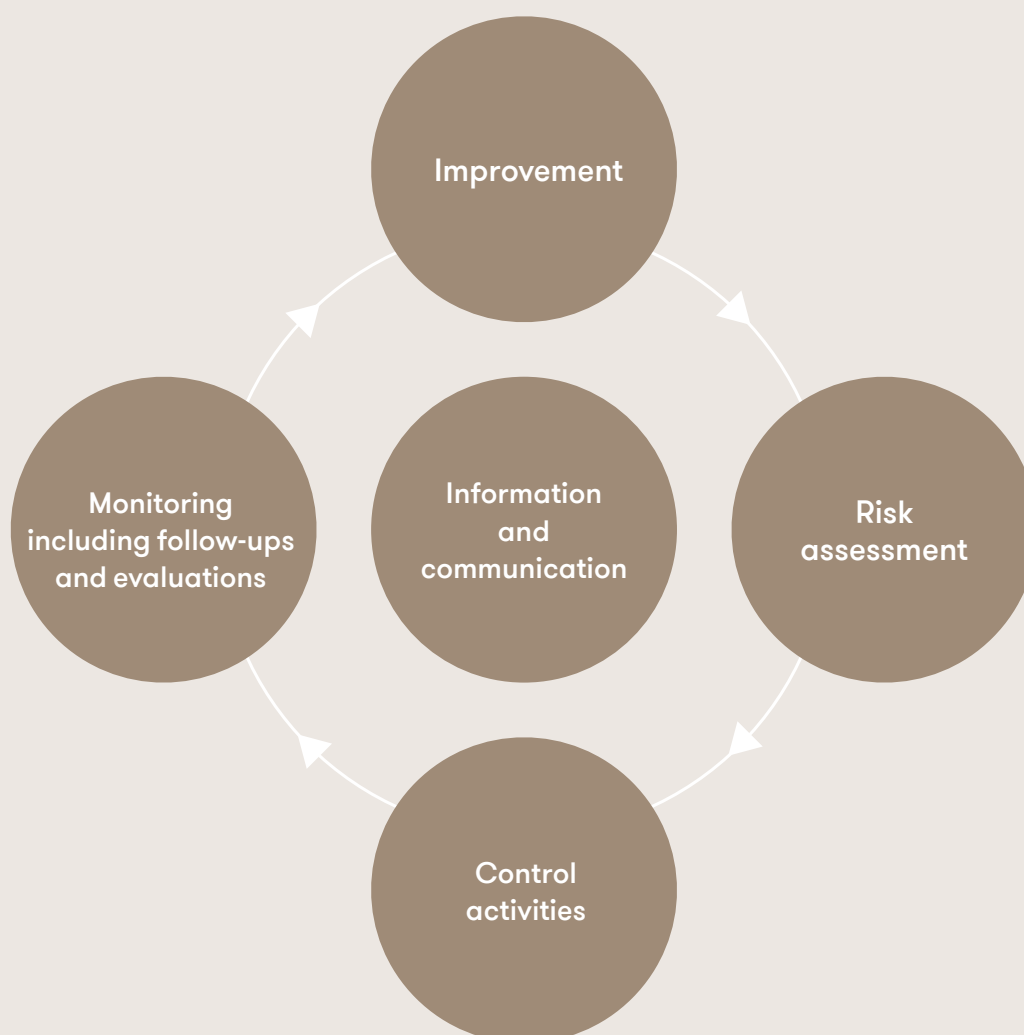 Improvement
Monitoring
including follow-ups
and evaluations
Information
and
communication
Risk
assessment
Control
activities